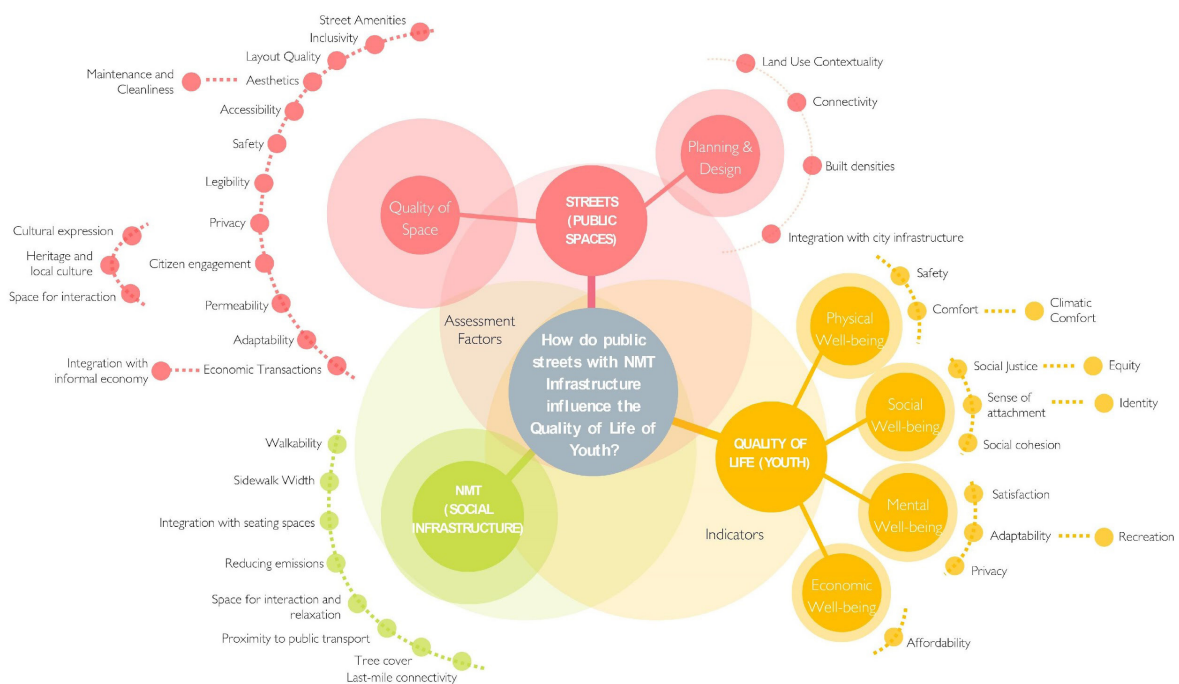 Street Amenities
Inclusivity
Layout Quality
Maintenance and
Cleanliness
Aesthetics
Accessibility
Safety
Legibility
Privacy
Cultural expression
Heritage and
local culture
Space for interaction
Citizen engagement
Permeability
Adaptability
Integration with
informal economy
Economic Transactions
Quality of
Space
STREETS
(PUBLIC
SPACES)
Planning &
Design
Land Use Contextuality
Connectivity
Built densities
Integration with city infrastructure
Assessment
Factors
How do public
streets with NMT
Infrastructure
influence the
Quality of Life of
Youth?
Walkability
Sidewalk Width
Integration with seating spaces
Reducing emissions
Space for interaction and
relaxation
Proximity to public transport
Tree cover
Last-mile connectivity
NMT
(SOCIAL
INFRASTRUCTURE)
Indicators
QUALITY OF
LIFE (YOUTH)
Physical
Well-being
Safety
Comfort
Climatic
Comfort
Social
Well-being
Social Justice
Equity
Sense of
attachment
Identity
Social cohesion
Mental
Well-being
Satisfaction
Adaptability
Recreation
Privacy
Economic
Well-being
Affordability